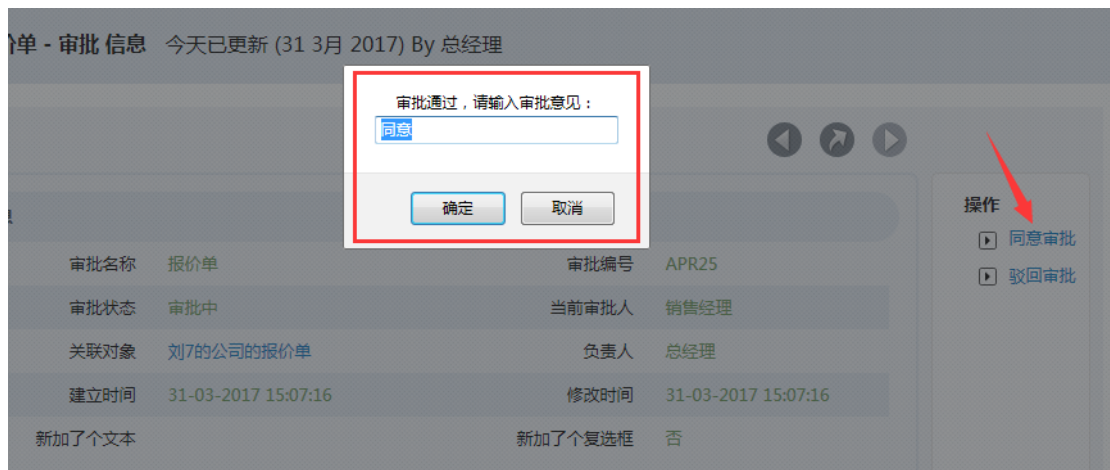 单 - 审批 信息 今天已更新 (31 3月 2017) By 总经理
审批通过，请输入审批意见：
同意
确定 取消
操作
同意审批
驳回审批
审批名称 报价单 审批编号 APR25
审批状态 审批中 当前审批人 销售经理
关联对象 刘7的公司的报价单 负责人 总经理
建立时间 31-03-2017 15:07:16 修改时间 31-03-2017 15:07:16
新加了个文本 新加了个复选框 否